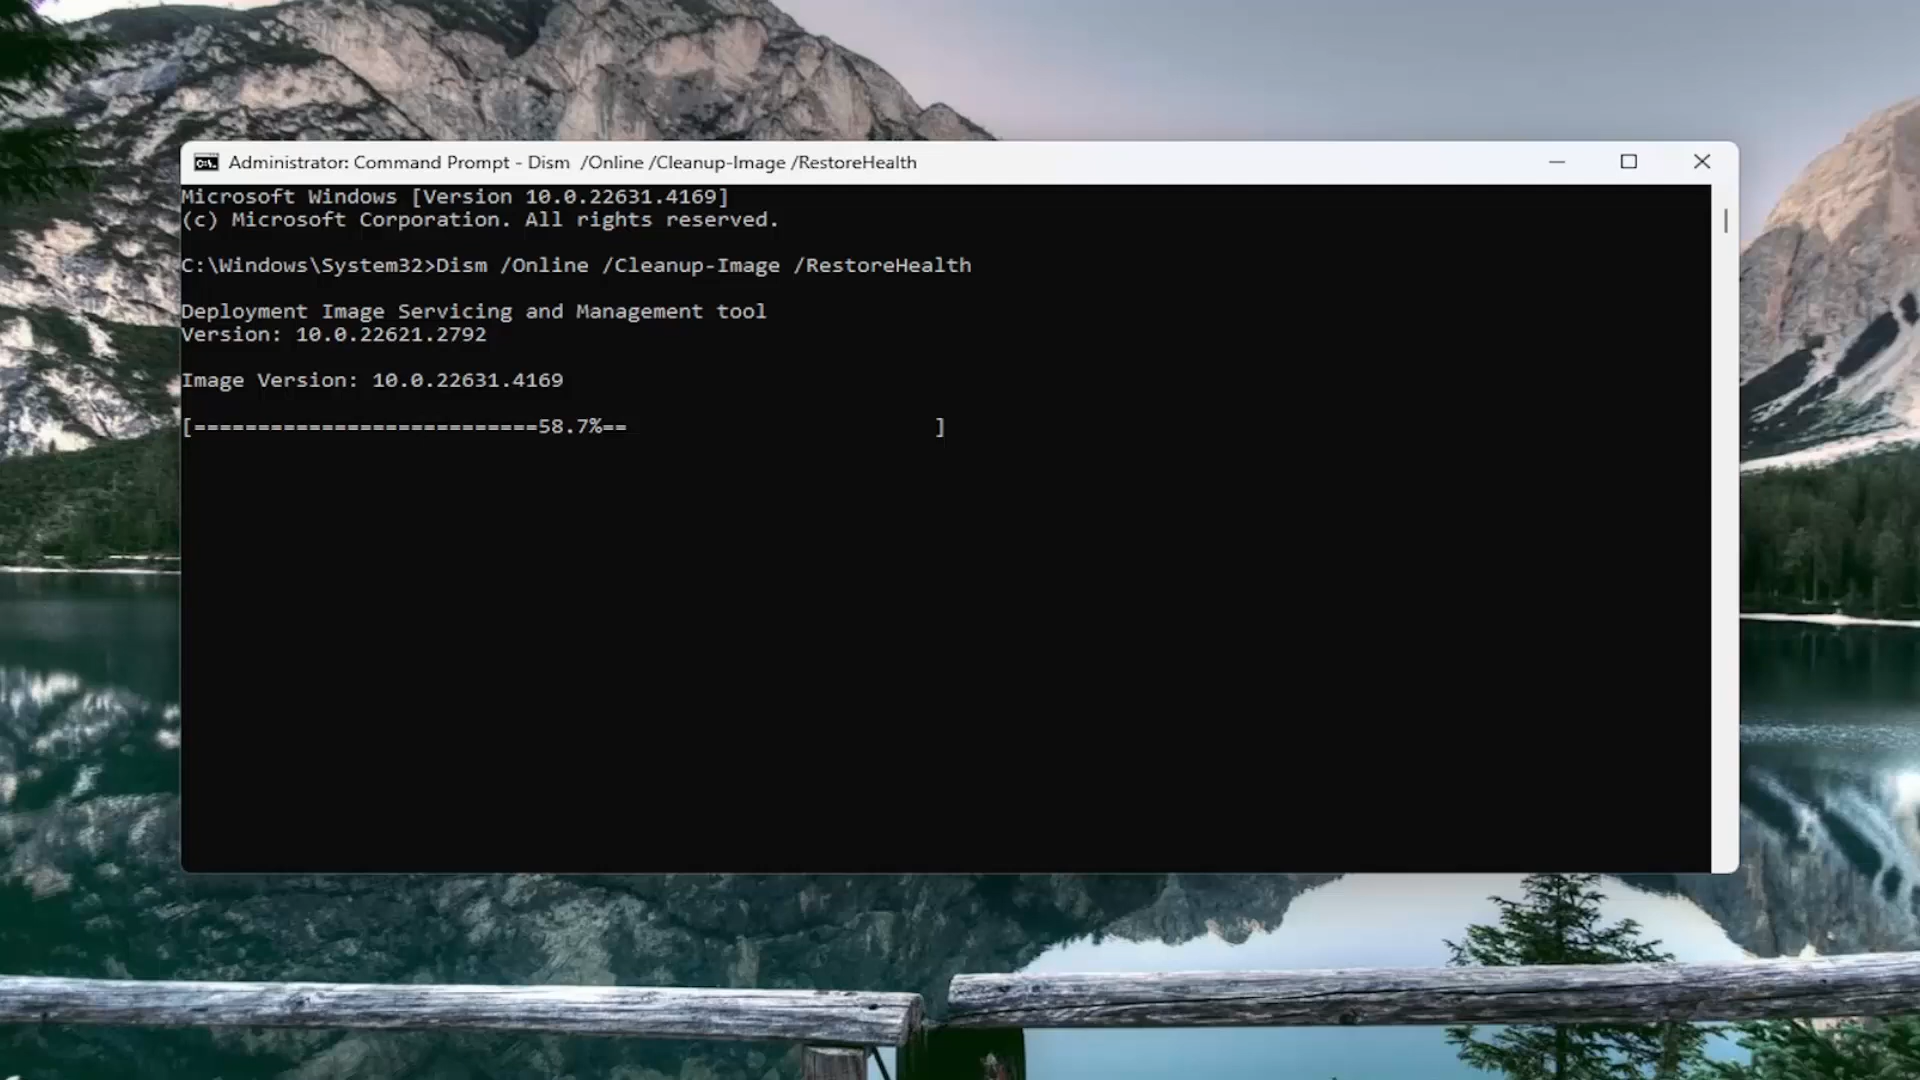 Administrator: Command Prompt - Dism  /Online /Cleanup-Image /RestoreHealth
Microsoft Windows [Version 10.0.22631.4169]
(c) Microsoft Corporation. All rights reserved.
C:\Windows\System32>Dism /Online /Cleanup-Image /RestoreHealth
Deployment Image Servicing and Management tool
Version: 10.0.22621.2792
Image Version: 10.0.22631.4169
[===========================58.7%==                        ]